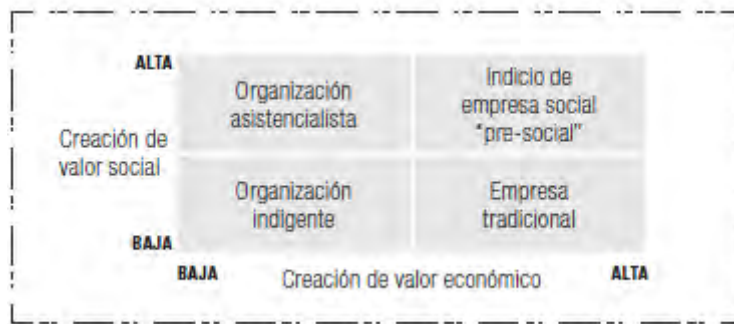 ALTA
Organización
asistencialista
Indicio de
empresa social
"pre-social"
Creación de
valor social
Organización
indigente
Empresa
tradicional
BAJA
BAJA
Creación de valor económico
ALTA